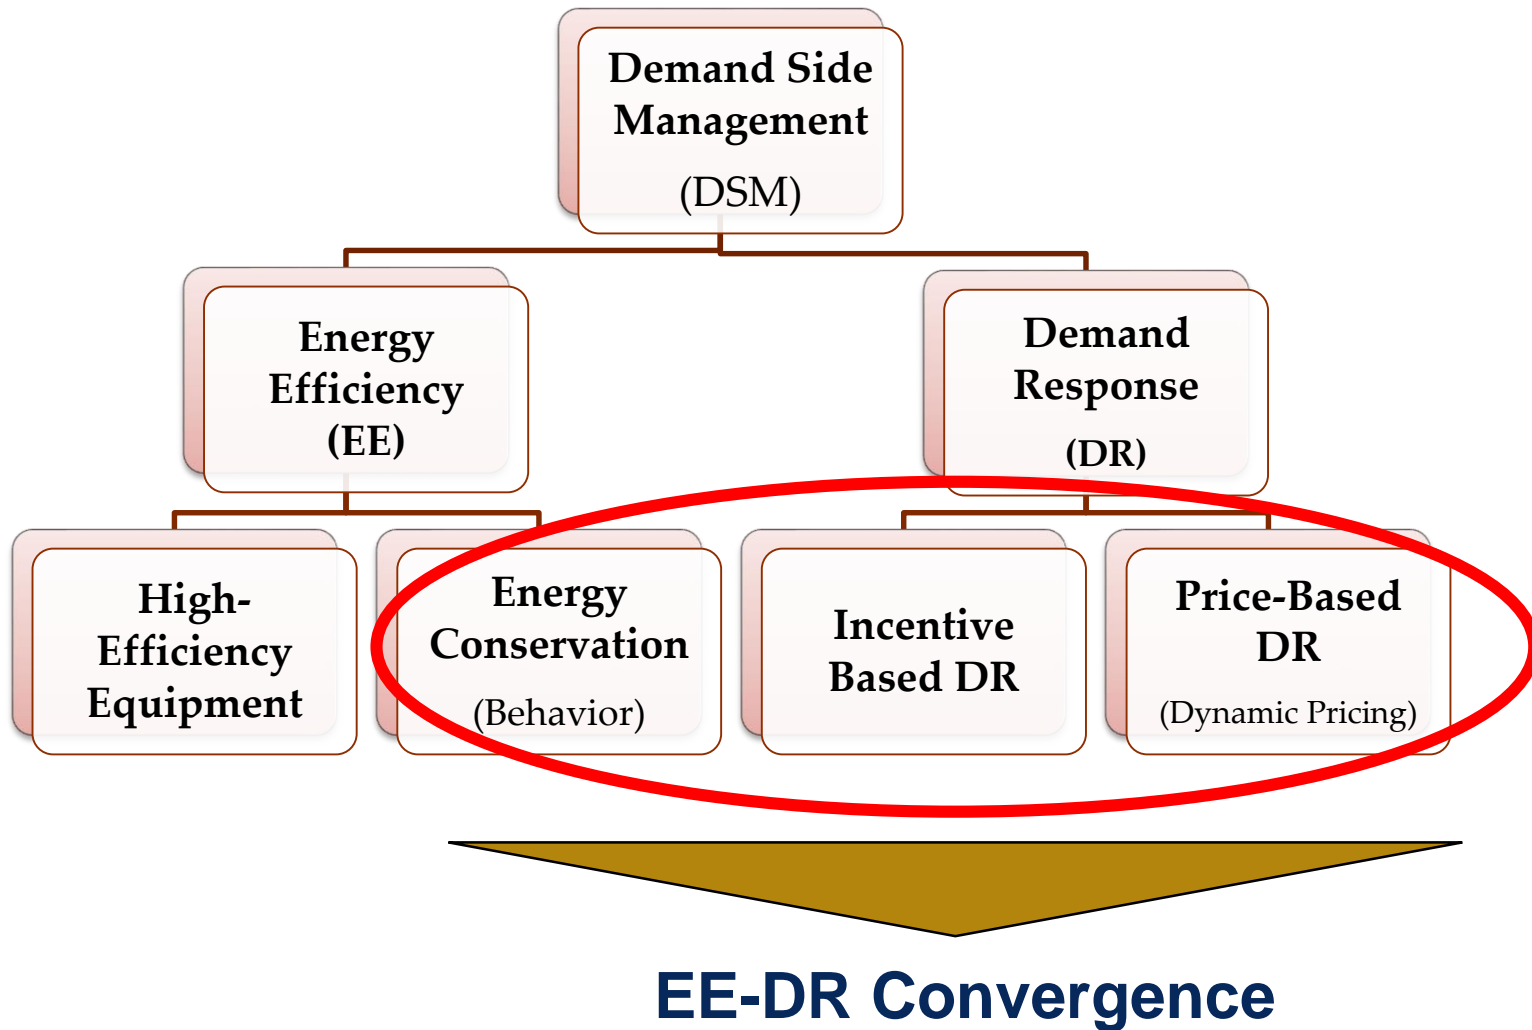 Demand Side
Management
(DSM)
Energy
Efficiency
(EE)
Demand
Response
(DR)
High-
Efficiency
Equipment
Energy
Conservation
(Behavior)
Incentive
Based DR
Price-Based
DR
(Dynamic Pricing)
EE-DR Convergence